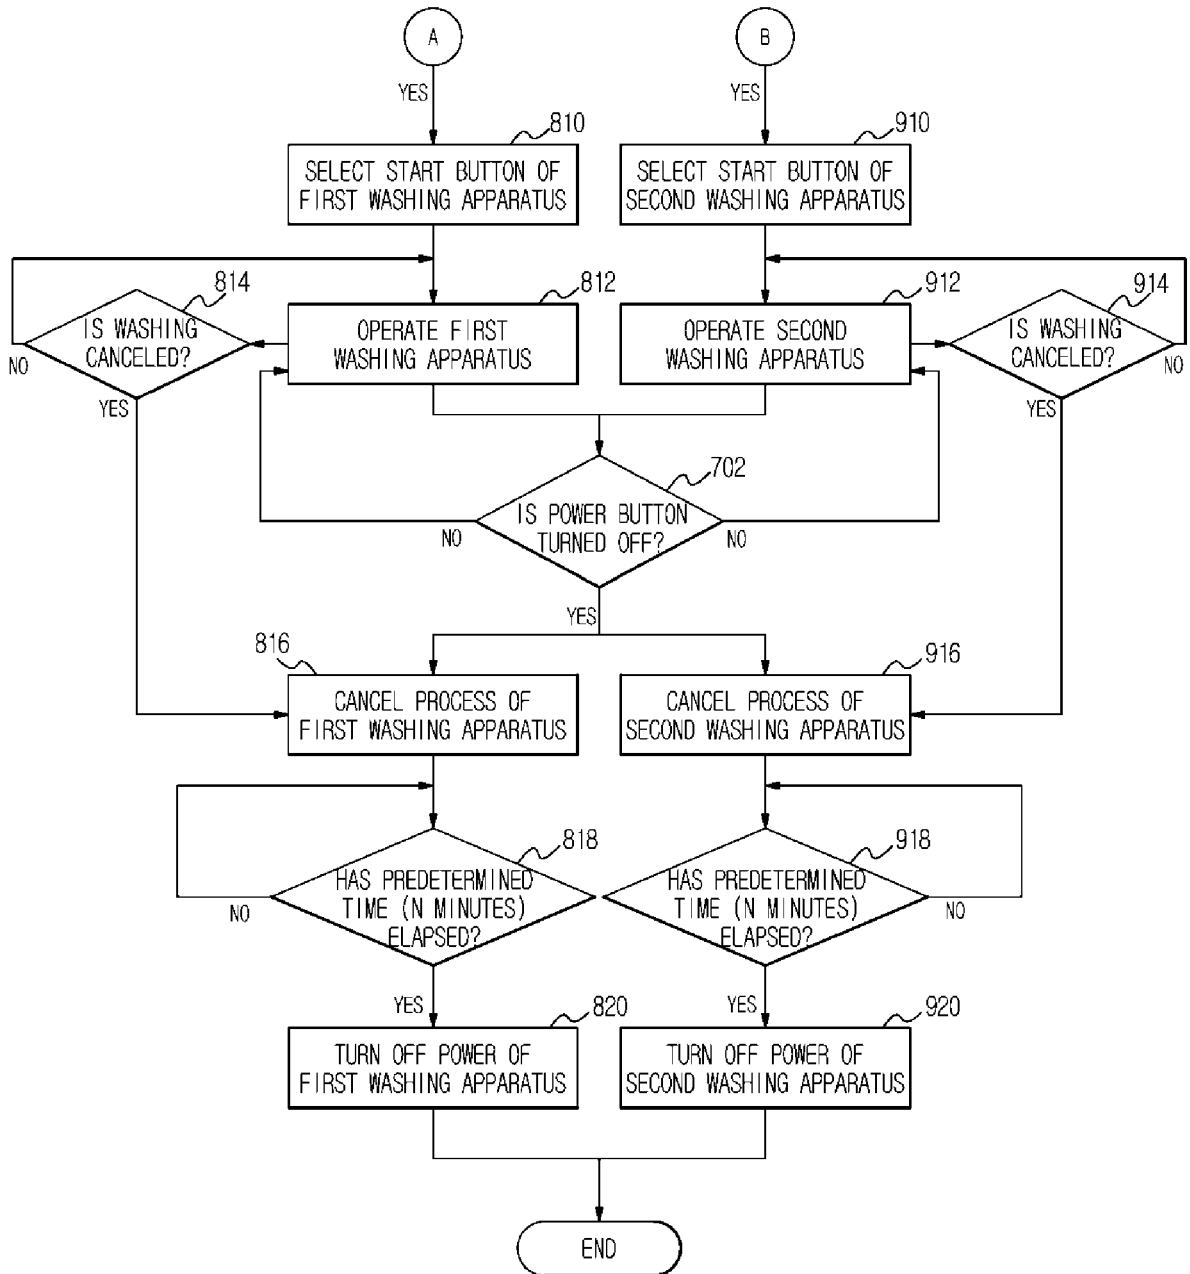 A
B
YES
YES
810
910
SELECT START BUTTON OF
FIRST WASHING APPARATUS
SELECT START BUTTON OF
SECOND WASHING APPARATUS
814
812
912
914
IS WASHING
CANCELED?
OPERATE FIRST
WASHING APPARATUS
OPERATE SECOND
WASHING APPARATUS
IS WASHING
CANCELED?
NO
NO
YES
YES
702
IS POWER BUTTON
TURNED OFF?
NO
NO
YES
816
916
CANCEL PROCESS OF
FIRST WASHING APPARATUS
CANCEL PROCESS OF
SECOND WASHING APPARATUS
818
918
HAS PREDETERMINED
TIME (N MINUTES)
ELAPSED?
HAS PREDETERMINED
TIME (N MINUTES)
ELAPSED?
NO
NO
YES
YES
820
920
TURN OFF POWER OF
FIRST WASHING APPARATUS
TURN OFF POWER OF
SECOND WASHING APPARATUS
END